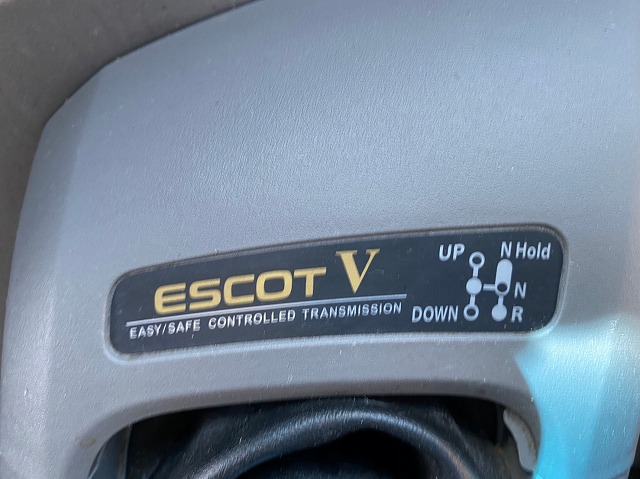 ESCOT V
EASY/SAFE CONTROLLED TRANSMISSION
UP N Hold
N
DOWN R